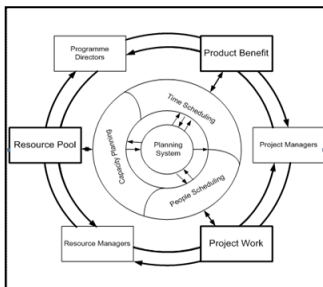 Programme
Directors
Product Benefit
Time Scheduling
Capacity Planning
Planning
System
Resource Pool
Project Managers
People Scheduling
Resource Managers
Project Work